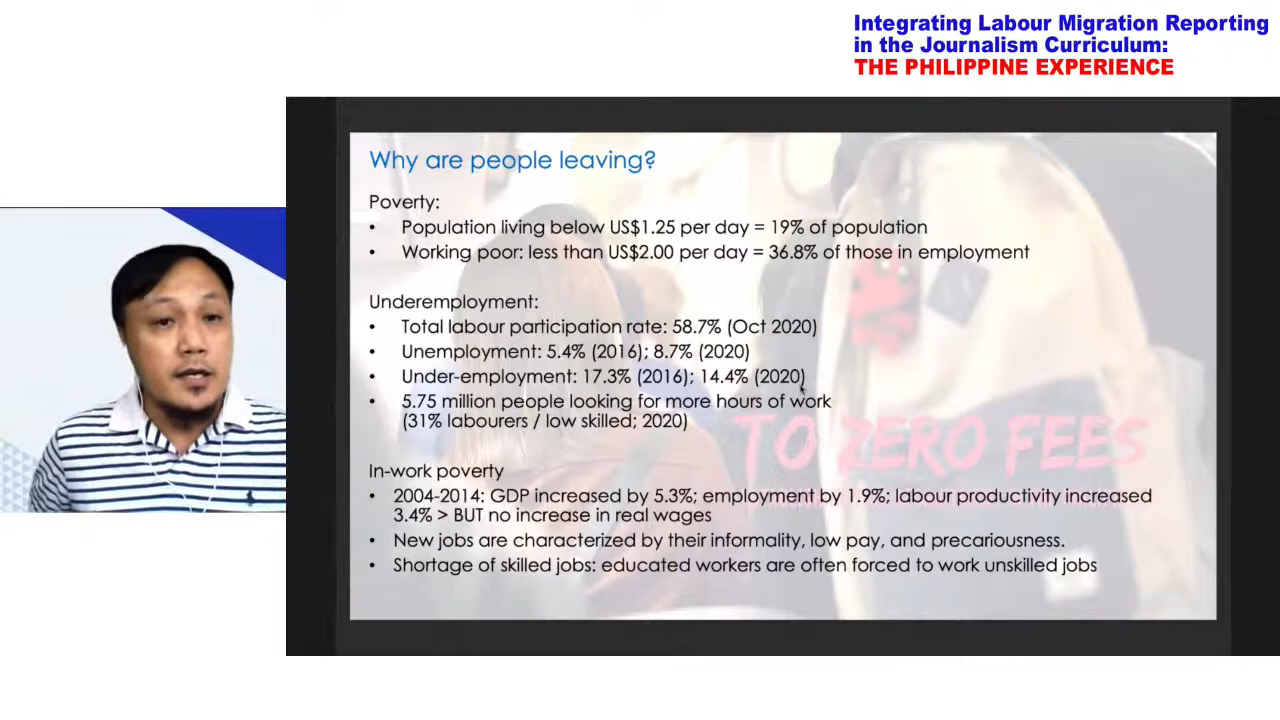 Integrating Labour Migration Reporting
in the Journalism Curriculum:
THE PHILIPPINE EXPERIENCE
Why are people leaving?
Poverty:
• Population living below US$1.25 per day = 19% of population
• Working poor: less than US$2.00 per day = 36.8% of those in employment
Underemployment:
• Total labour participation rate: 58.7% (Oct 2020)
• Unemployment: 5.4% (2016); 8.7% (2020)
• Under-employment: 17.3% (2016); 14.4% (2020)
• 5.75 million people looking for more hours of work
(31% labourers / low skilled; 2020)
TO ZERO FEES
In-work poverty
• 2004-2014: GDP increased by 5.3%; employment by 1.9%; labour productivity increased
3.4% > BUT no increase in real wages
• New jobs are characterized by their informality, low pay, and precariousness.
• Shortage of skilled jobs: educated workers are often forced to work unskilled jobs